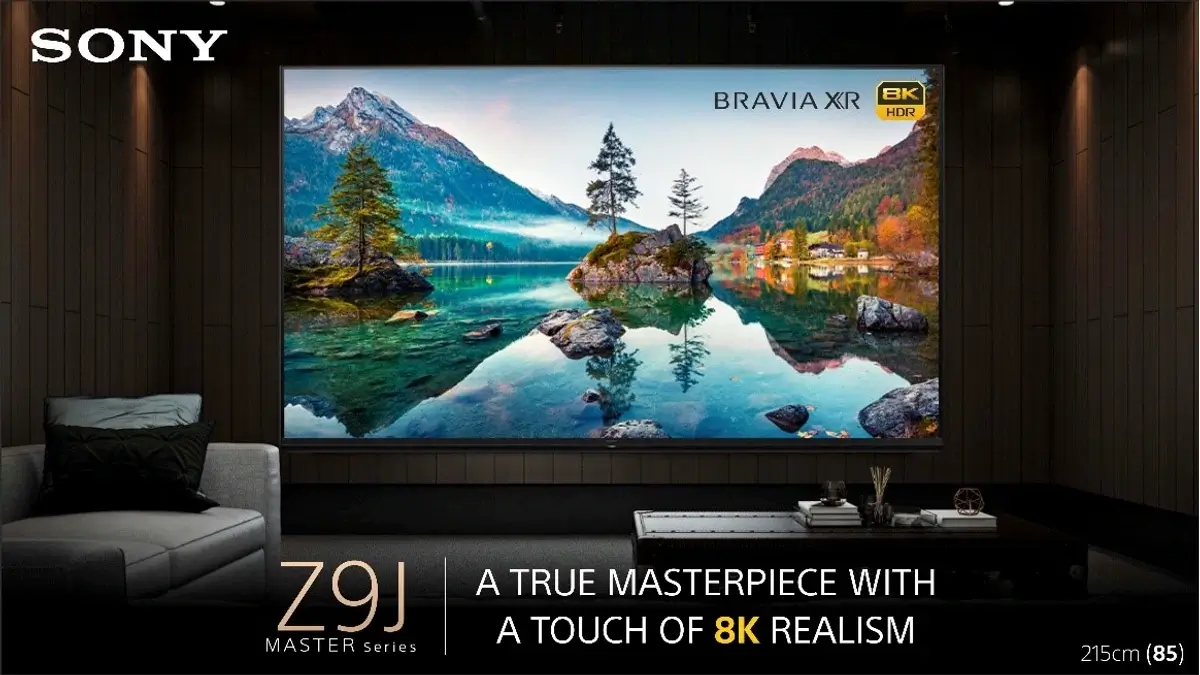 SONY
BRAVIA XR
8K
HDR
Z9J
MASTER Series
A TRUE MASTERPIECE WITH
A TOUCH OF 8K REALISM
215cm (85)